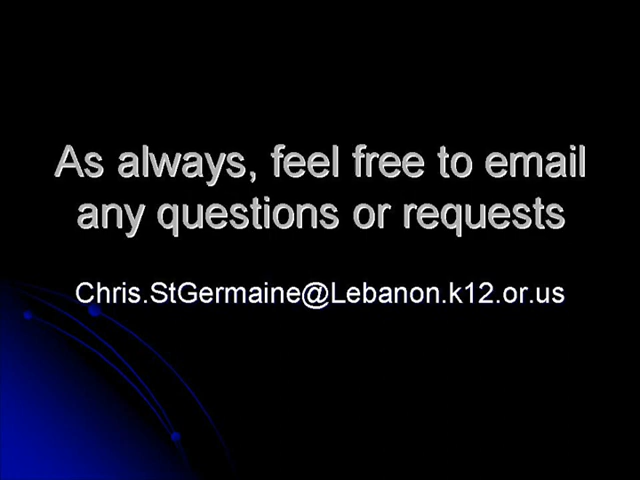 As always, feel free to email
any questions or requests
Chris.StGermaine@Lebanon.k12.or.us